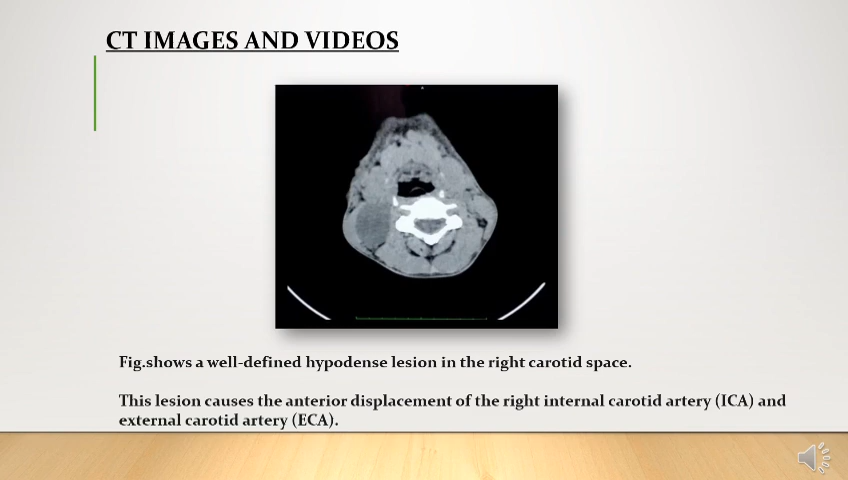 CT IMAGES AND VIDEOS
Fig.shows a well-defined hypodense lesion in the right carotid space.
This lesion causes the anterior displacement of the right internal carotid artery (ICA) and
external carotid artery (ECA).